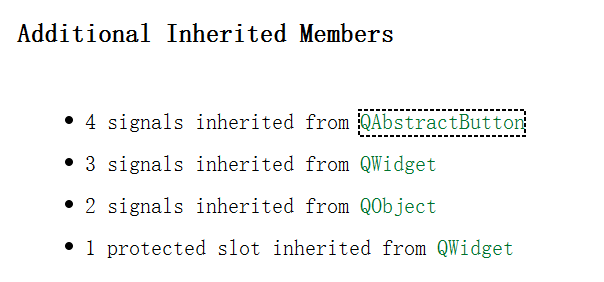 Additional Inherited Members
• 4 signals inherited from QAbstractButton
• 3 signals inherited from QWidget
• 2 signals inherited from QObject
• 1 protected slot inherited from QWidget